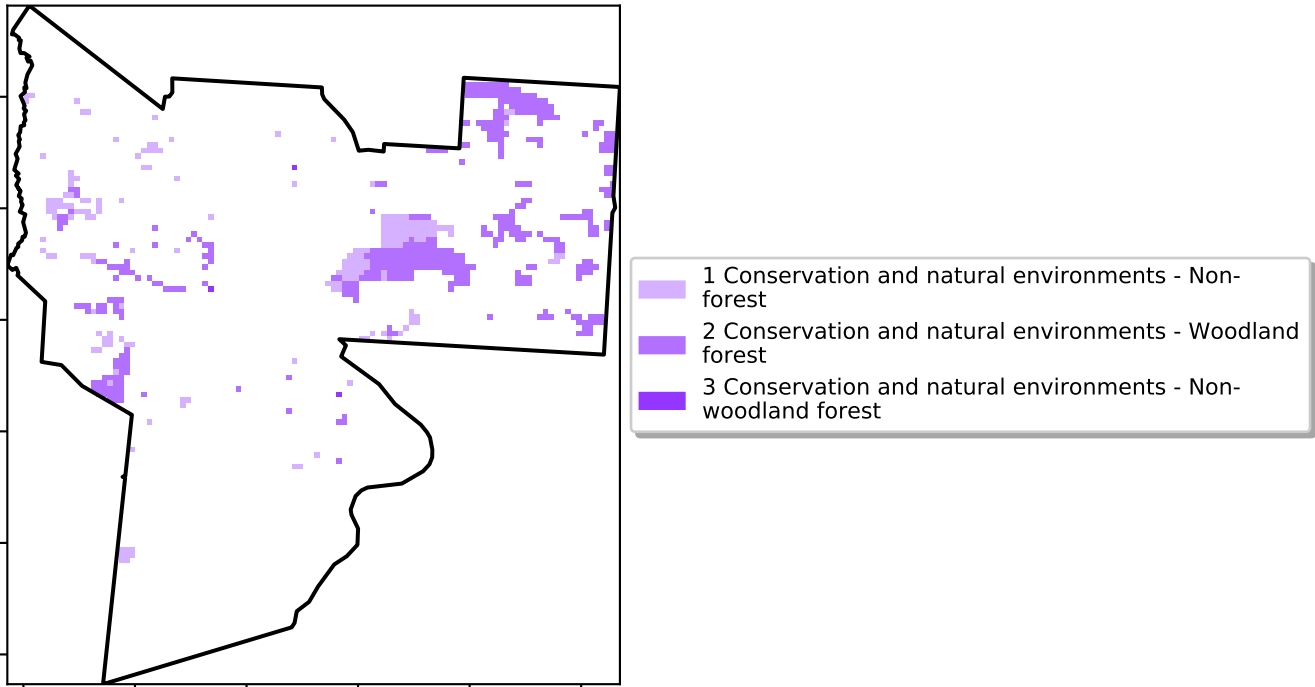 1 Conservation and natural environments - Non-
forest
2 Conservation and natural environments - Woodland
forest
3 Conservation and natural environments - Non-
woodland forest